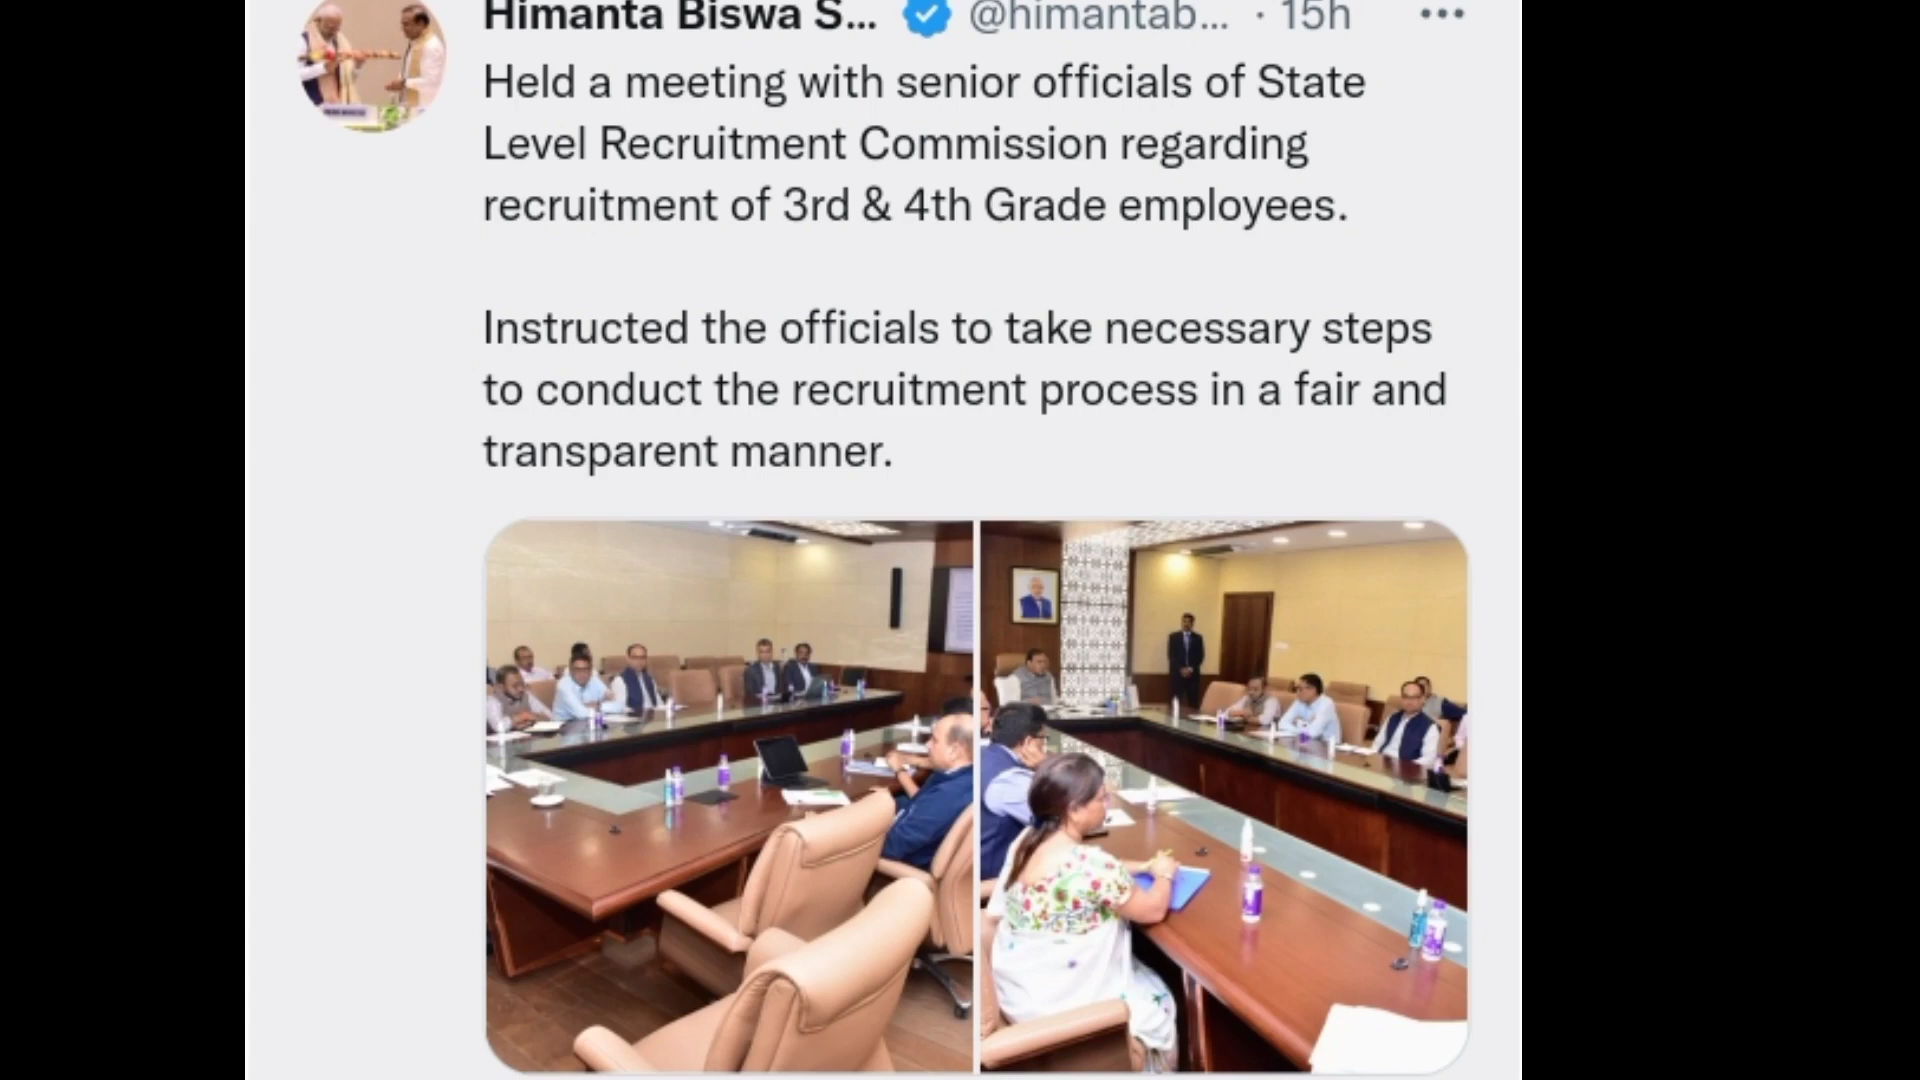 Himanta Biswa S... @himantab... · 15h
Held a meeting with senior officials of State
Level Recruitment Commission regarding
recruitment of 3rd & 4th Grade employees.
Instructed the officials to take necessary steps
to conduct the recruitment process in a fair and
transparent manner.